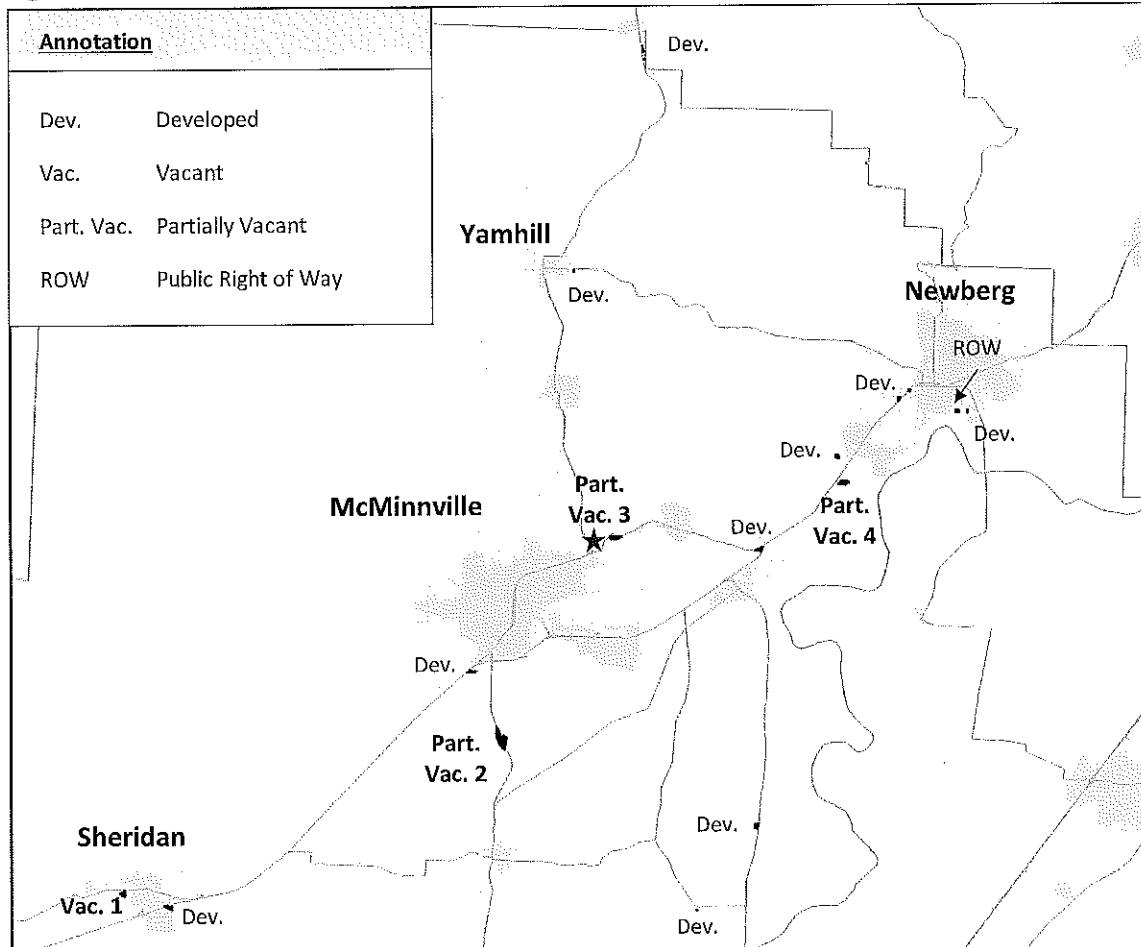 Annotation
Dev. Developed
Vac. Vacant
Part. Vac. Partially Vacant
ROW Public Right of Way
Dev.
Yamhill
Dev.
Newberg
ROW
Dev.
Dev.
Dev.
Part.
Vac. 3
McMinnville
Part.
Vac. 4
Dev.
Dev.
Part.
Vac. 2
Dev.
Sheridan
Vac. 1
Dev.
Dev.